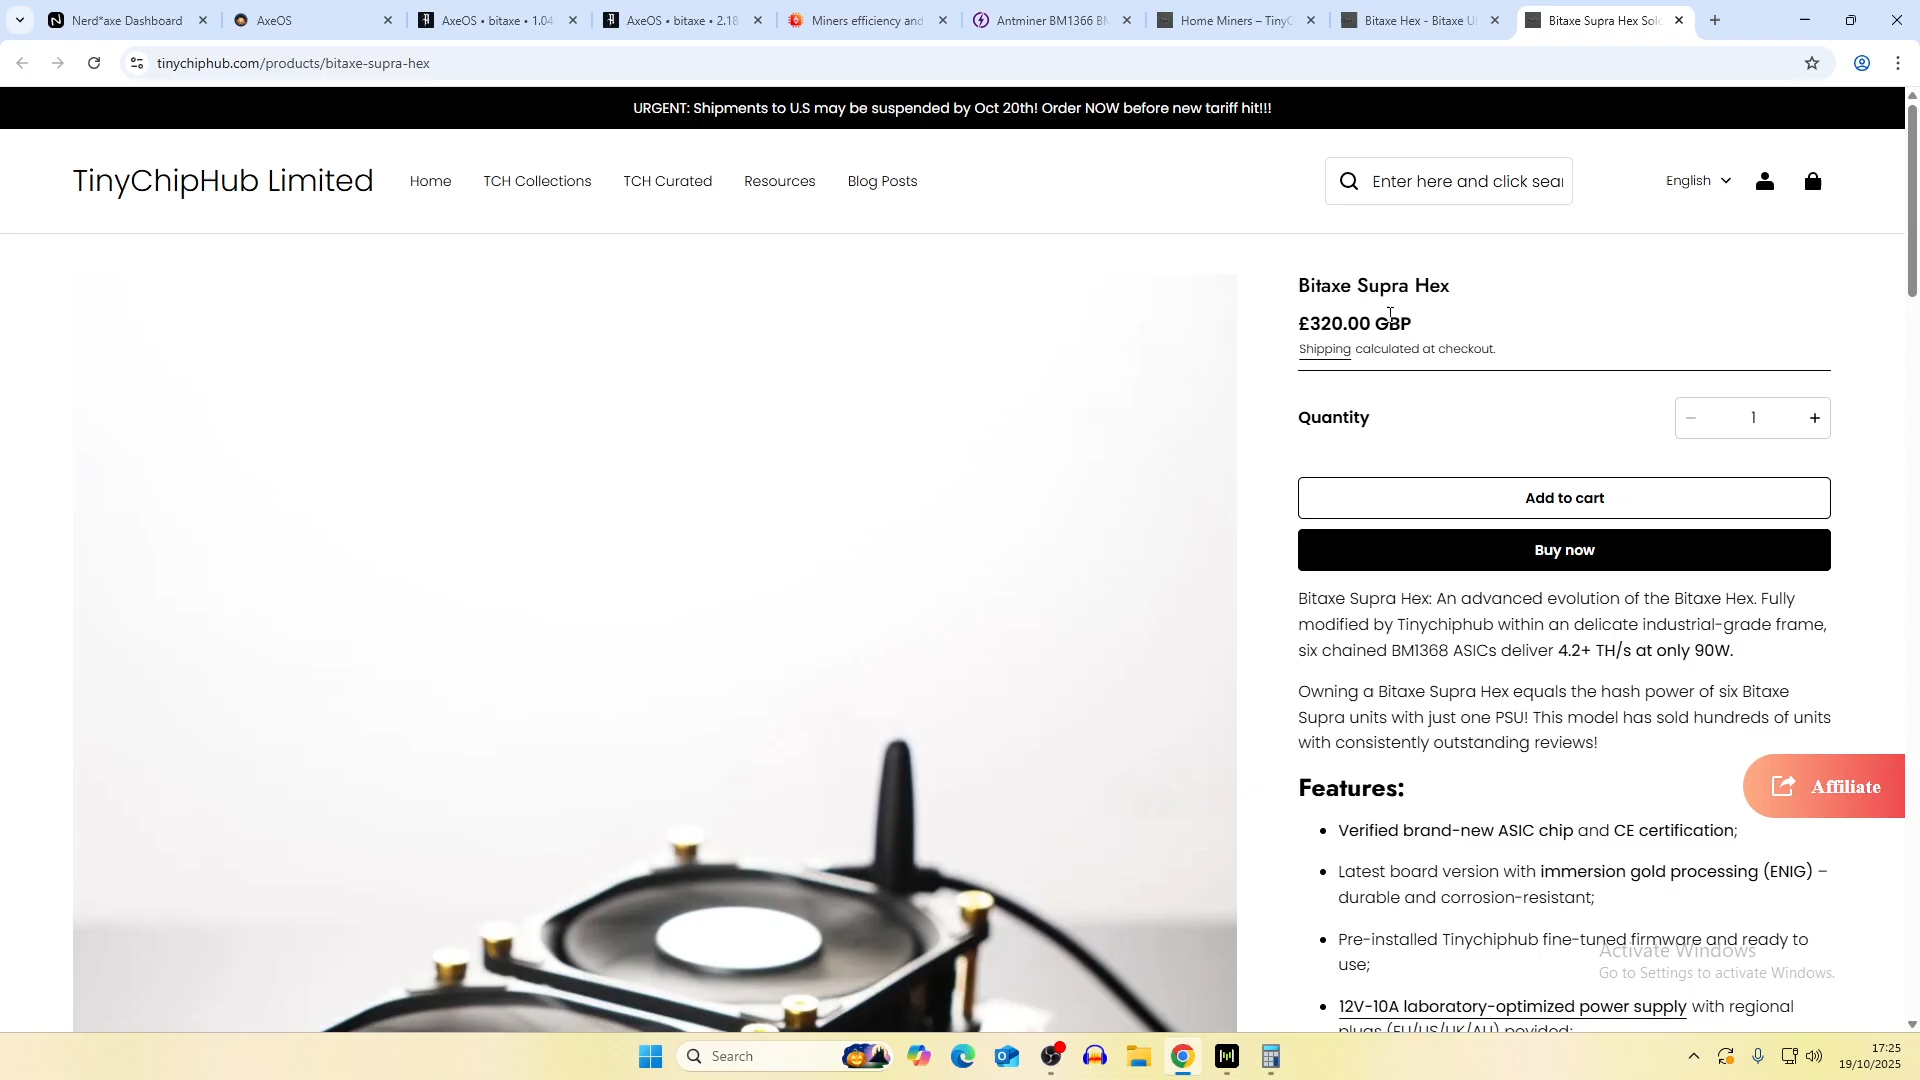 Nerd*axe Dashboard
AxeOS
AxeOS • bitaxe • 1.04
AxeOS • bitaxe • 2.18
Miners efficiency and
Antminer BM1366
Home Miners – Tiny
Bitaxe Hex - Bitaxe Ul
Bitaxe Supra Hex Solo
tinychiphub.com/products/bitaxe-supra-hex
URGENT: Shipments to U.S may be suspended by Oct 20th! Order NOW before new tariff hit!!!
TinyChipHub Limited
Home
TCH Collections
TCH Curated
Resources
Blog Posts
Enter here and click sear
English
Bitaxe Supra Hex
£320.00 GBP
Shipping calculated at checkout.
Quantity
− 1 +
Add to cart
Buy now
Bitaxe Supra Hex: An advanced evolution of the Bitaxe Hex. Fully
modified by Tinychiphub within an delicate industrial-grade frame,
six chained BM1368 ASICs deliver 4.2+ TH/s at only 90W.
Owning a Bitaxe Supra Hex equals the hash power of six Bitaxe
Supra units with just one PSU! This model has sold hundreds of units
with consistently outstanding reviews!
Affiliate
Features:
• Verified brand-new ASIC chip and CE certification;
• Latest board version with immersion gold processing (ENIG) –
durable and corrosion-resistant;
• Pre-installed Tinychiphub fine-tuned firmware and ready to
use;
Activate Windows
Go to Settings to activate Windows.
• 12V-10A laboratory-optimized power supply with regional
plugs (EU/US/UK/AU) povided;
Search
17:25
19/10/2025